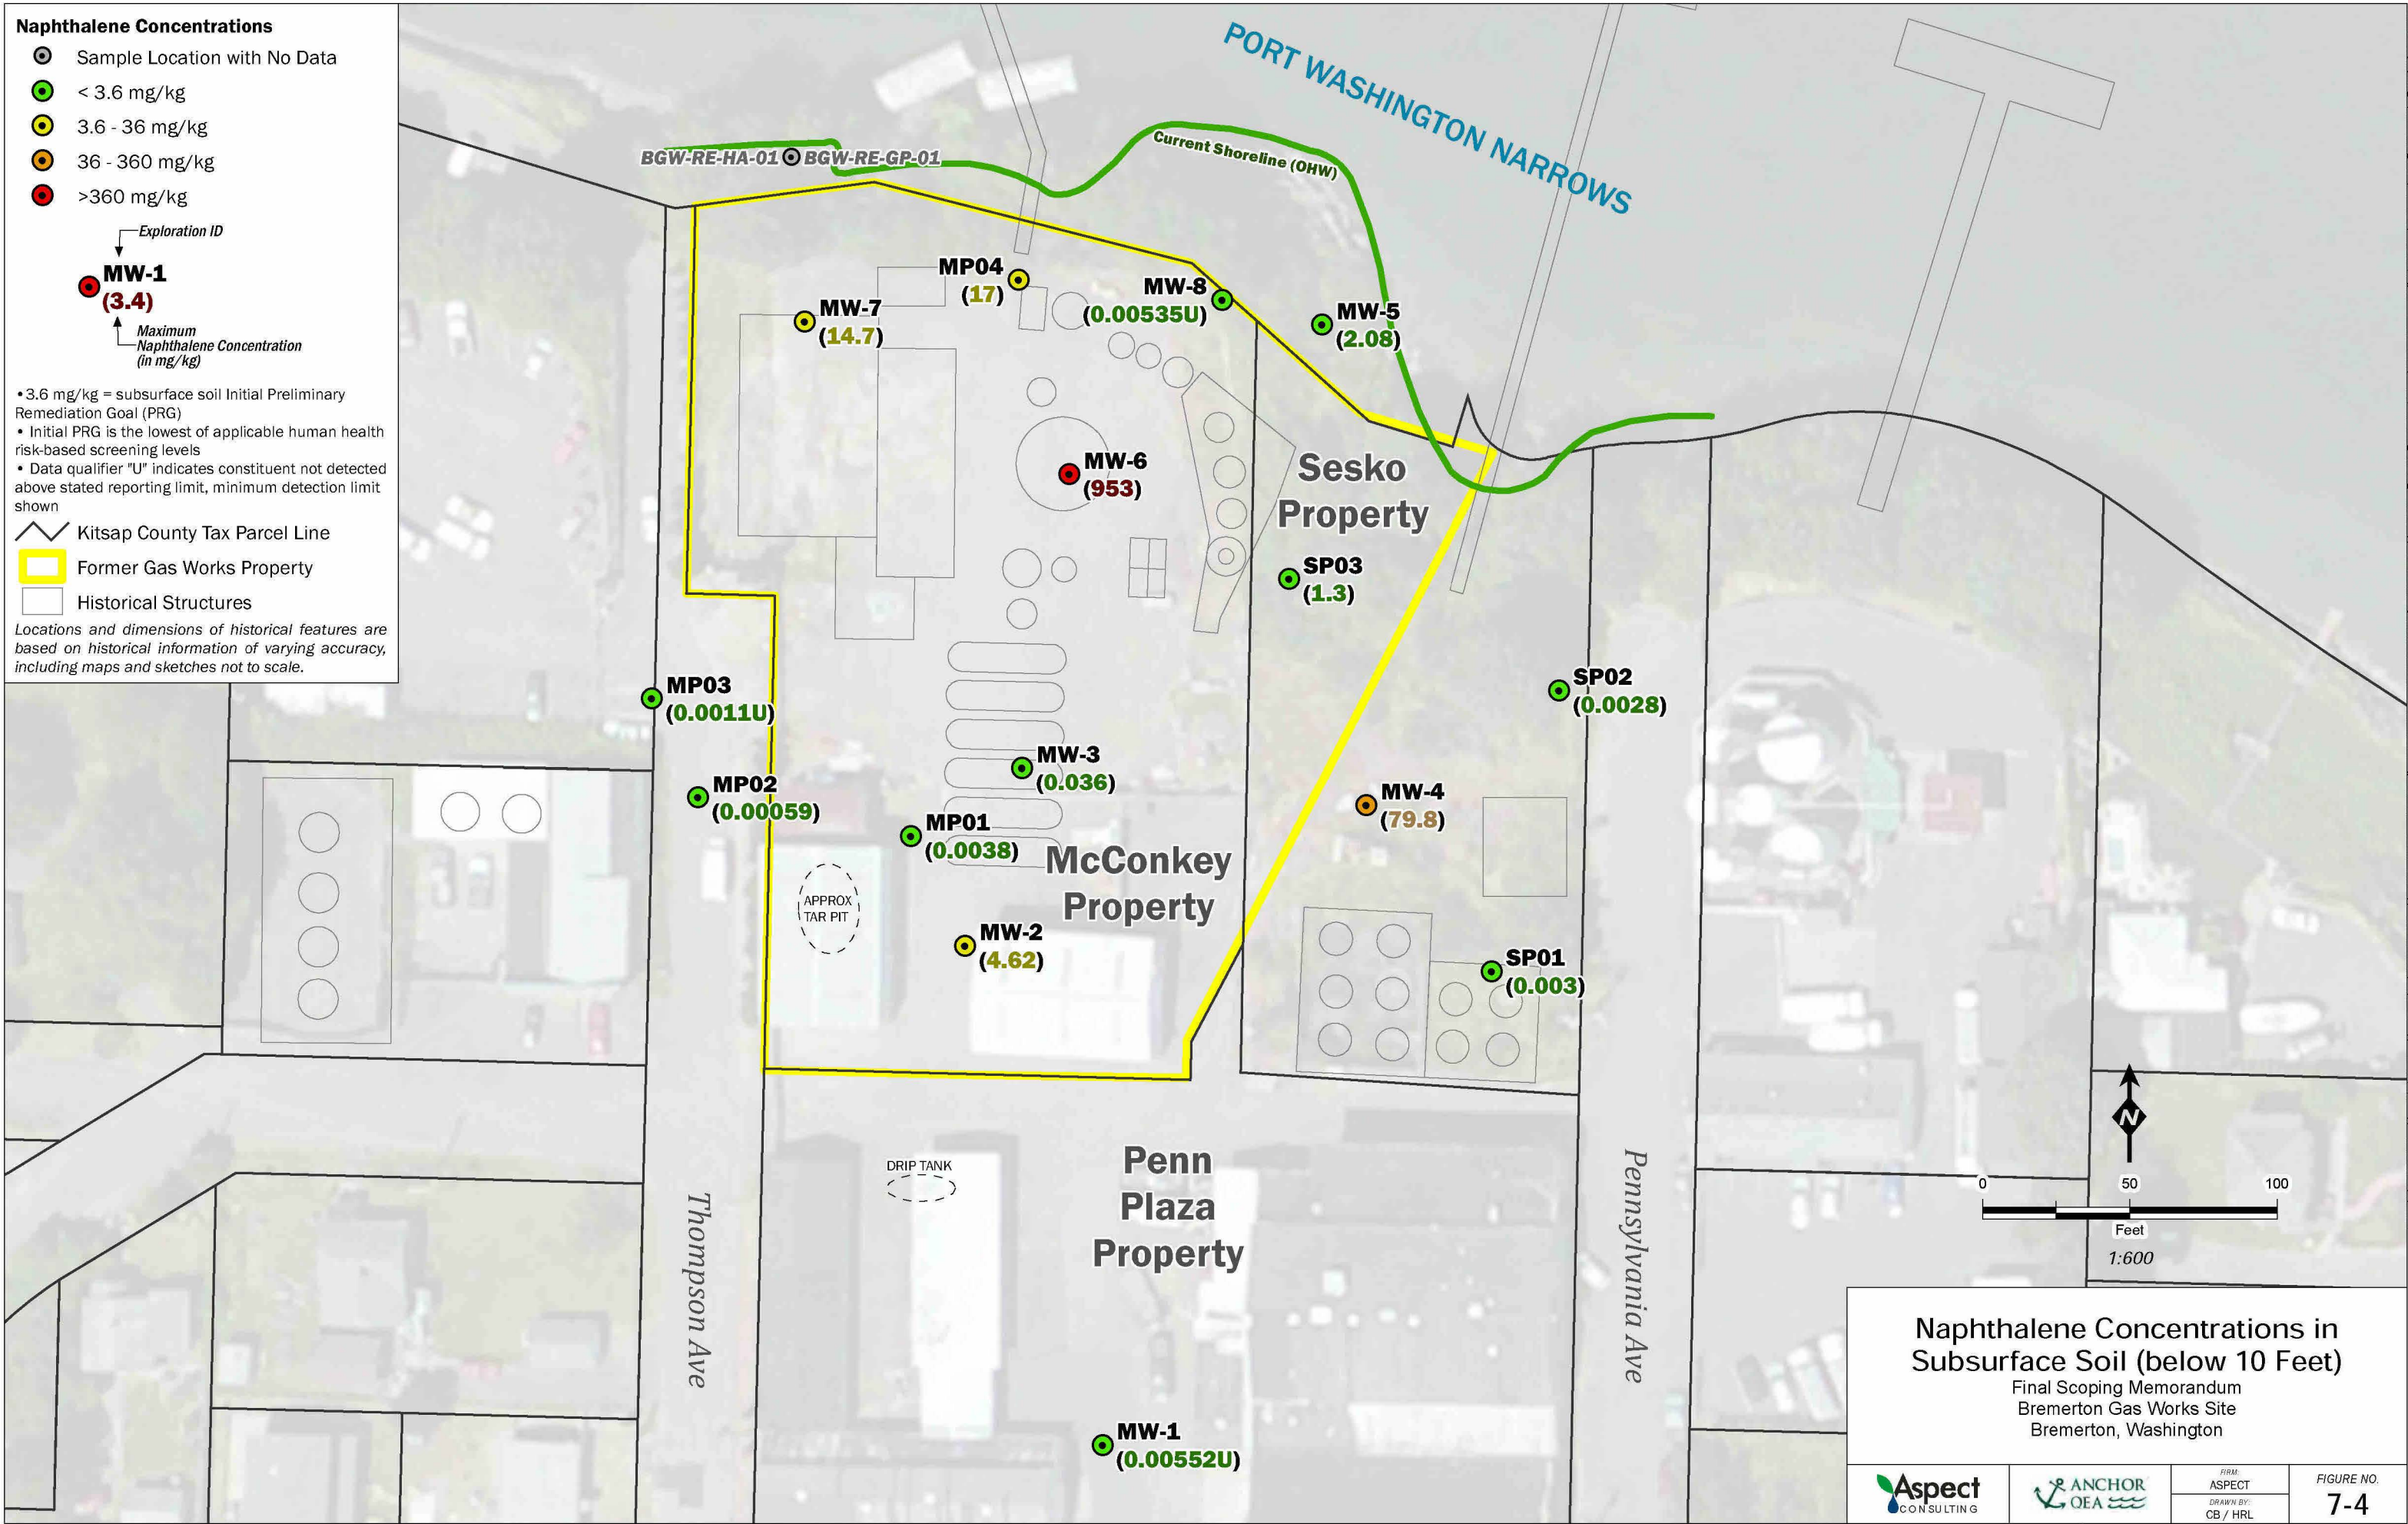 Naphthalene Concentrations
Sample Location with No Data
< 3.6 mg/kg
3.6 - 36 mg/kg
36 - 360 mg/kg
>360 mg/kg
Exploration ID
MW-1
(3.4)
Maximum
Naphthalene Concentration
(in mg/kg)
•3.6 mg/kg = subsurface soil Initial Preliminary
Remediation Goal (PRG)
• Initial PRG is the lowest of applicable human health
risk-based screening levels
• Data qualifier "U" indicates constituent not detected
above stated reporting limit, minimum detection limit
shown
Kitsap County Tax Parcel Line
Former Gas Works Property
Historical Structures
Locations and dimensions of historical features are
based on historical information of varying accuracy,
including maps and sketches not to scale.
PORT WASHINGTON NARROWS
Current Shoreline (OHW)
BGW-RE-HA-01
BGW-RE-GP-01
MP04
(17)
MW-8
(0.00535U)
MW-5
(2.08)
MW-7
(14.7)
MW-6
(953)
Sesko
Property
SP03
(1.3)
MP03
(0.0011U)
SP02
(0.0028)
MW-3
(0.036)
MP02
(0.00059)
MW-4
(79.8)
MP01
(0.0038)
McConkey
Property
APPROX
TAR PIT
MW-2
(4.62)
SP01
(0.003)
DRIP TANK
Penn
Plaza
Property
Thompson Ave
Pennsylvania Ave
MW-1
(0.00552U)
N
0 50 100
Feet
1:600
Naphthalene Concentrations in
Subsurface Soil (below 10 Feet)
Final Scoping Memorandum
Bremerton Gas Works Site
Bremerton, Washington
Aspect
CONSULTING
ANCHOR
QEA
FIRM:
ASPECT
DRAWN BY:
CB / HRL
FIGURE NO.
7-4